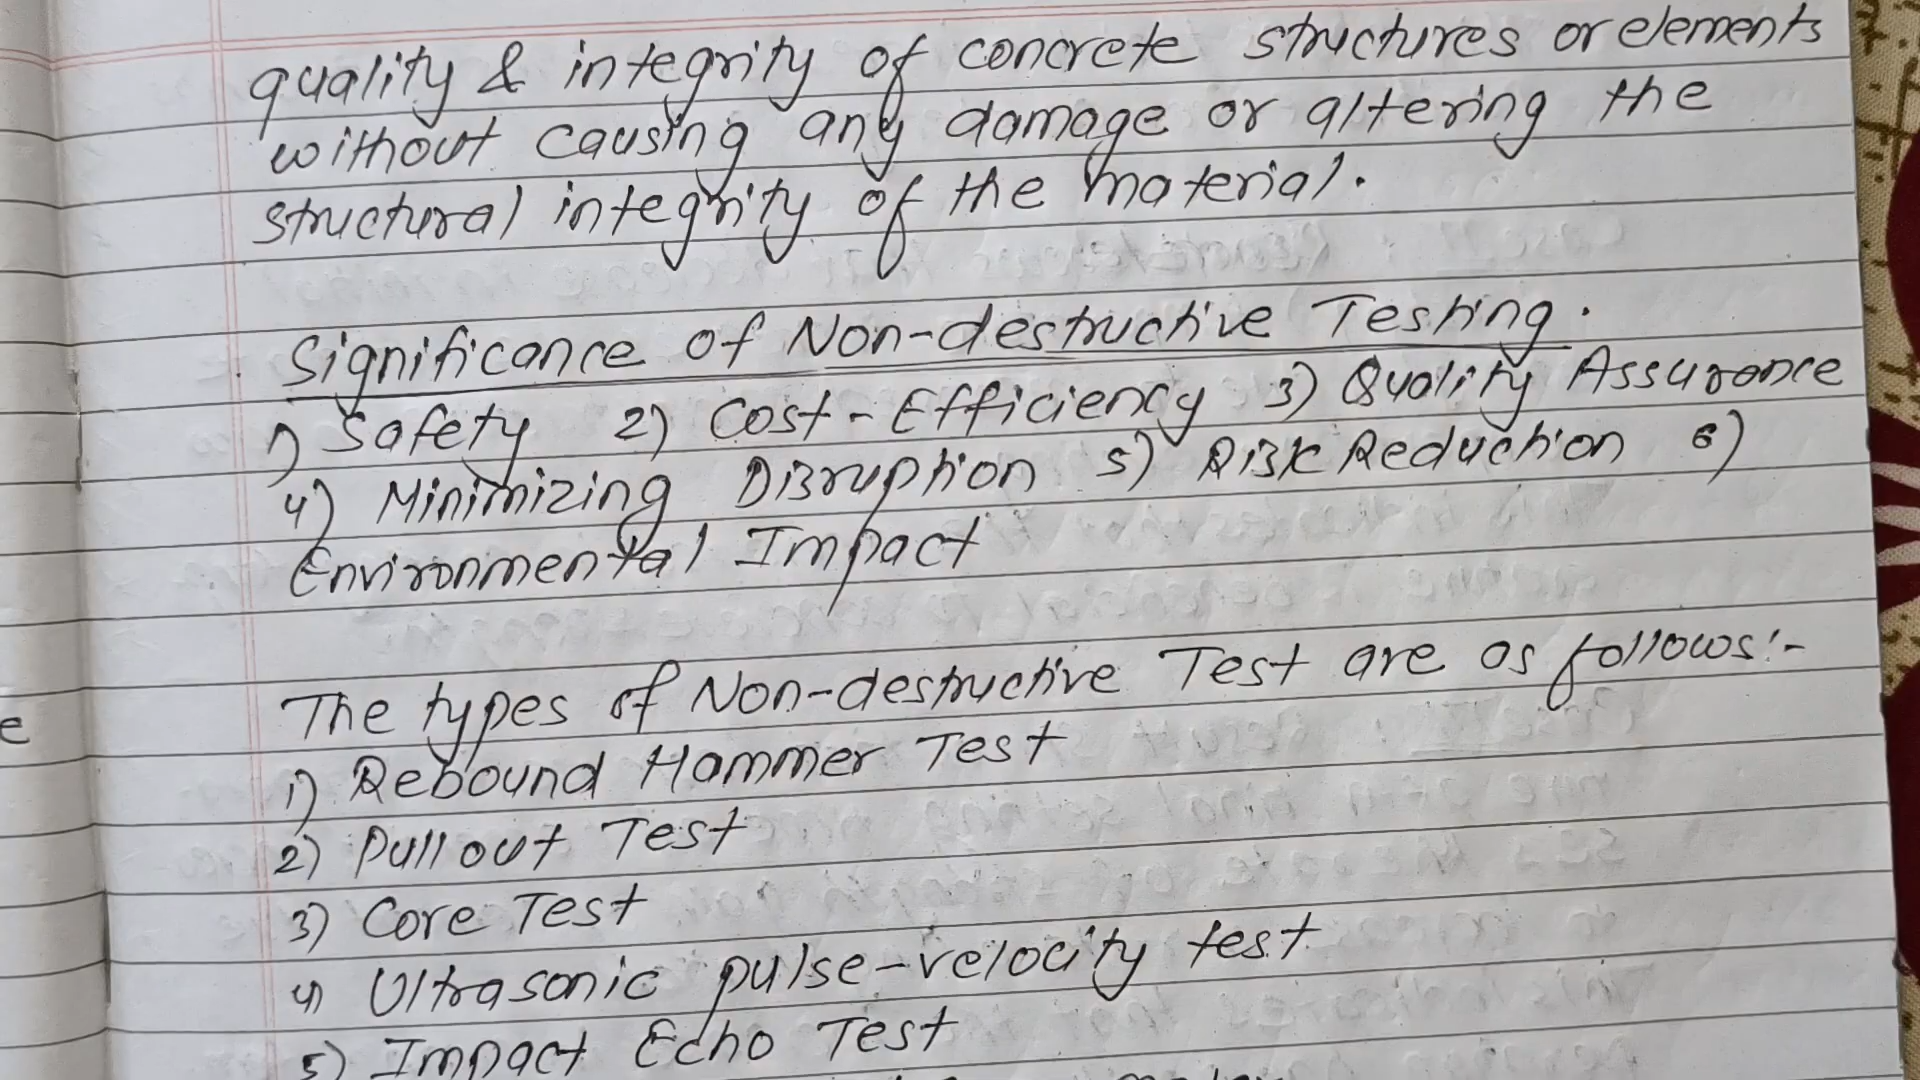 quality & integrity of concrete structures or elements
without causing any damage or altering the
structural integrity of the material.
Significance of Non-destructive Testing.
1) Safety 2) Cost-Efficiency 3) Quality Assurance
4) Minimizing Disruption 5) Risk Reduction 6)
Environmental Impact
The types of Non-destructive Test are as follows:-
1) Rebound Hammer Test
2) Pull out Test
3) Core Test
4) Ultrasonic pulse-velocity test
5) Impact Echo Test
e